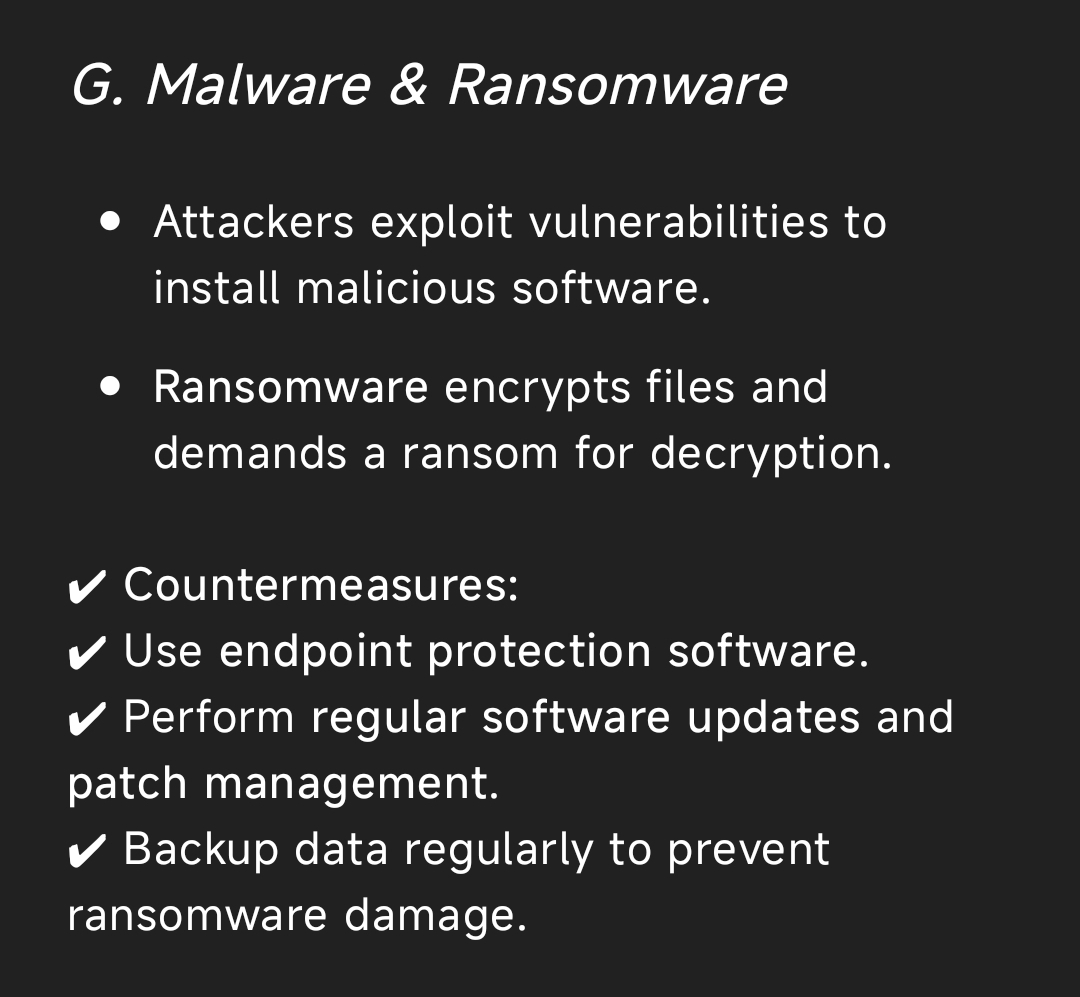 G. Malware & Ransomware
● Attackers exploit vulnerabilities to
install malicious software.
● Ransomware encrypts files and
demands a ransom for decryption.
✔ Countermeasures:
✔ Use endpoint protection software.
✔ Perform regular software updates and
patch management.
✔ Backup data regularly to prevent
ransomware damage.